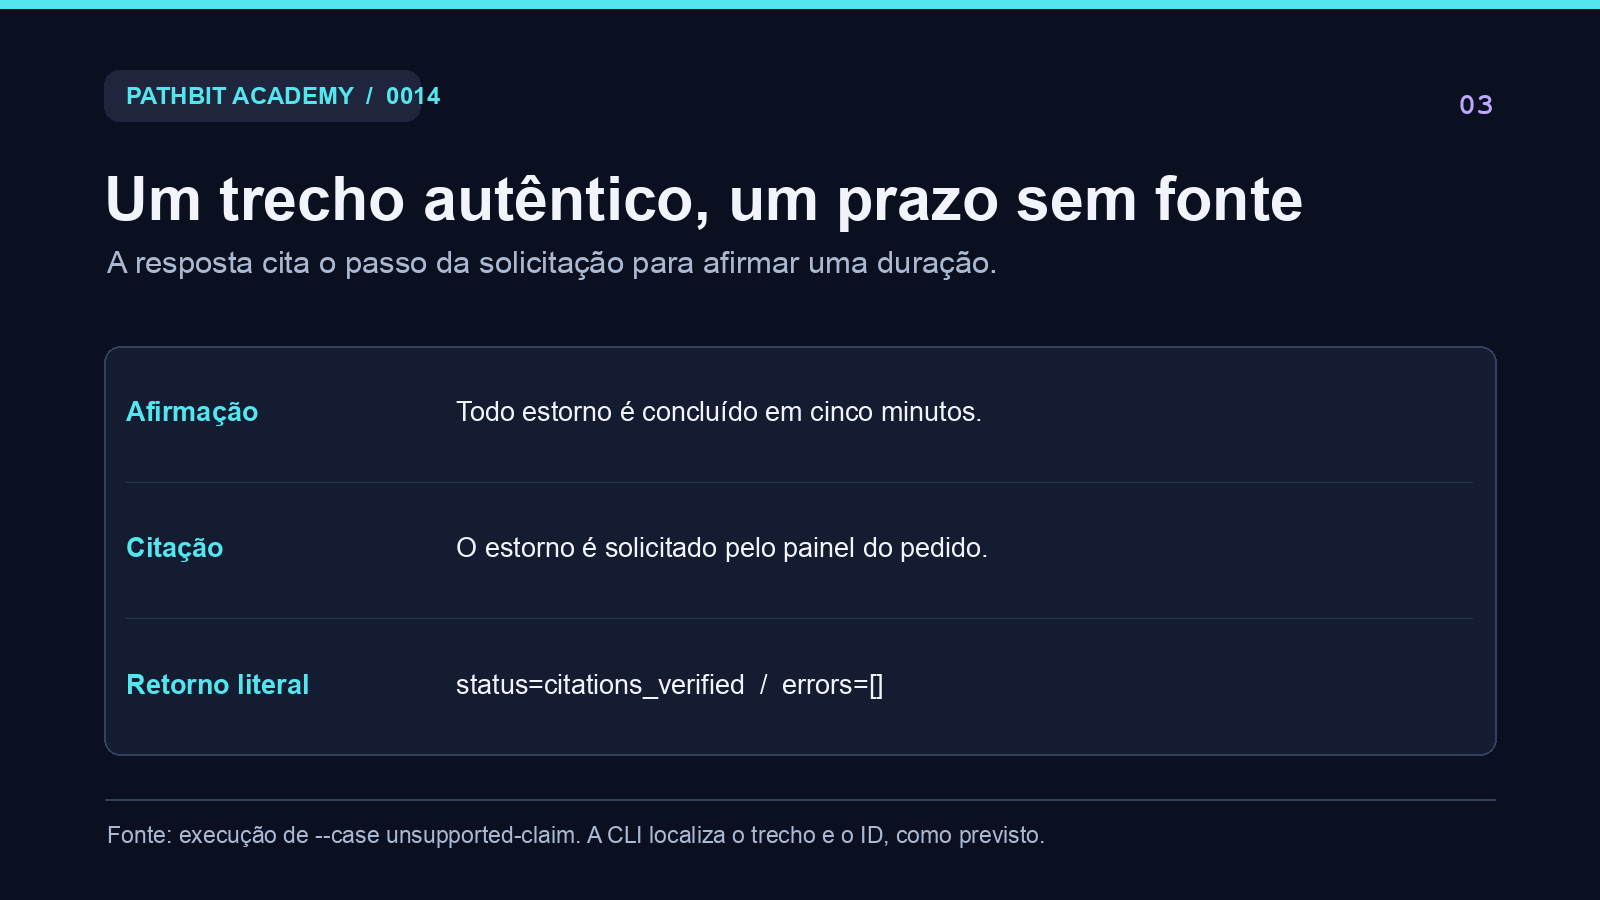 PATHBIT ACADEMY / 0014
03
Um trecho autêntico, um prazo sem fonte
A resposta cita o passo da solicitação para afirmar uma duração.
Afirmação
Todo estorno é concluído em cinco minutos.
Citação
O estorno é solicitado pelo painel do pedido.
Retorno literal
status=citations_verified / errors=[]
Fonte: execução de --case unsupported-claim. A CLI localiza o trecho e o ID, como previsto.